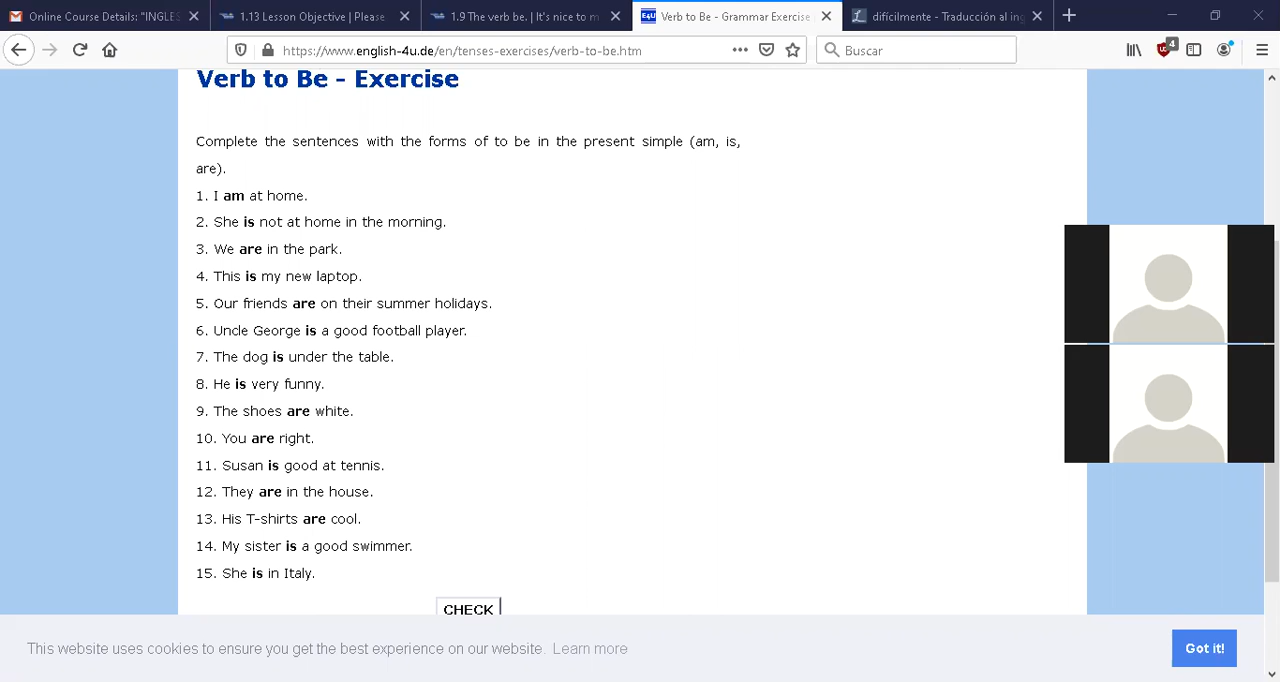 Online Course Details: "INGLES
1.13 Lesson Objective | Please
1.9 The verb be. | It's nice to m
E4U Verb to Be - Grammar Exercise
difícilmente - Traducción al ing
https://www.english-4u.de/en/tenses-exercises/verb-to-be.htm
Buscar
4
Verb to Be - Exercise
Complete the sentences with the forms of to be in the present simple (am, is,
are).
1. I am at home.
2. She is not at home in the morning.
3. We are in the park.
4. This is my new laptop.
5. Our friends are on their summer holidays.
6. Uncle George is a good football player.
7. The dog is under the table.
8. He is very funny.
9. The shoes are white.
10. You are right.
11. Susan is good at tennis.
12. They are in the house.
13. His T-shirts are cool.
14. My sister is a good swimmer.
15. She is in Italy.
CHECK
This website uses cookies to ensure you get the best experience on our website. Learn more
Got it!